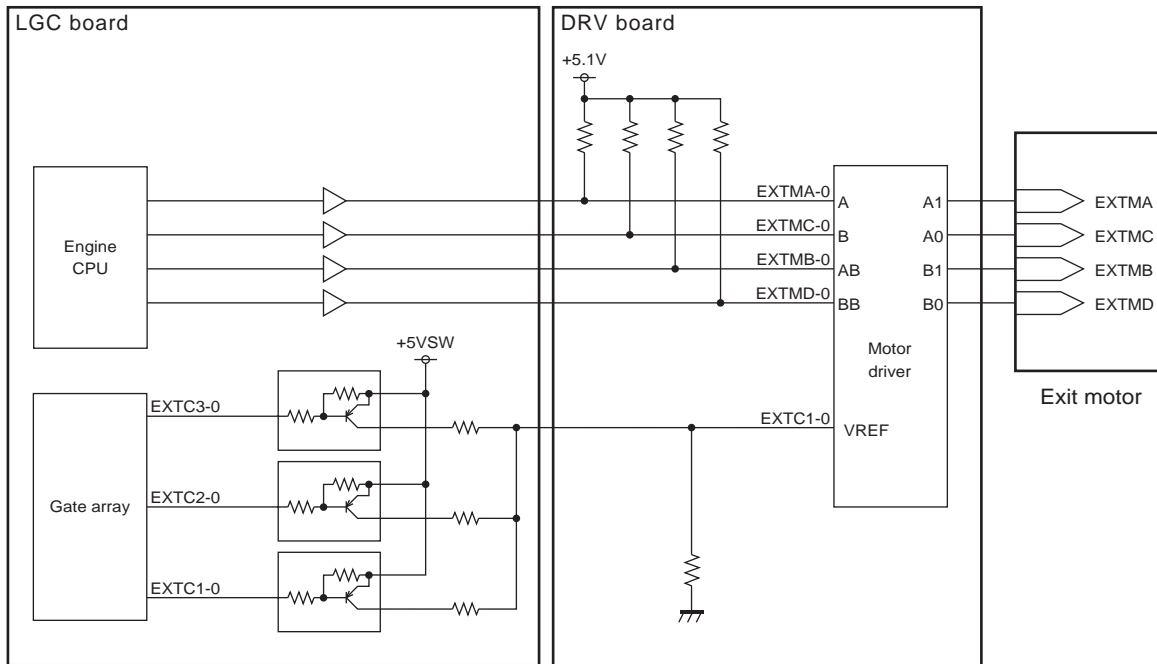 LGC board
DRV board
+5.1V
EXTMA-0
A
A1
EXTMA
EXTMC-0
B
A0
EXTMC
Engine
CPU
EXTMB-0
AB
B1
EXTMB
EXTMD-0
BB
B0
EXTMD
+5VSW
Motor
driver
Exit motor
EXTC3-0
EXTC1-0
VREF
Gate array
EXTC2-0
EXTC1-0